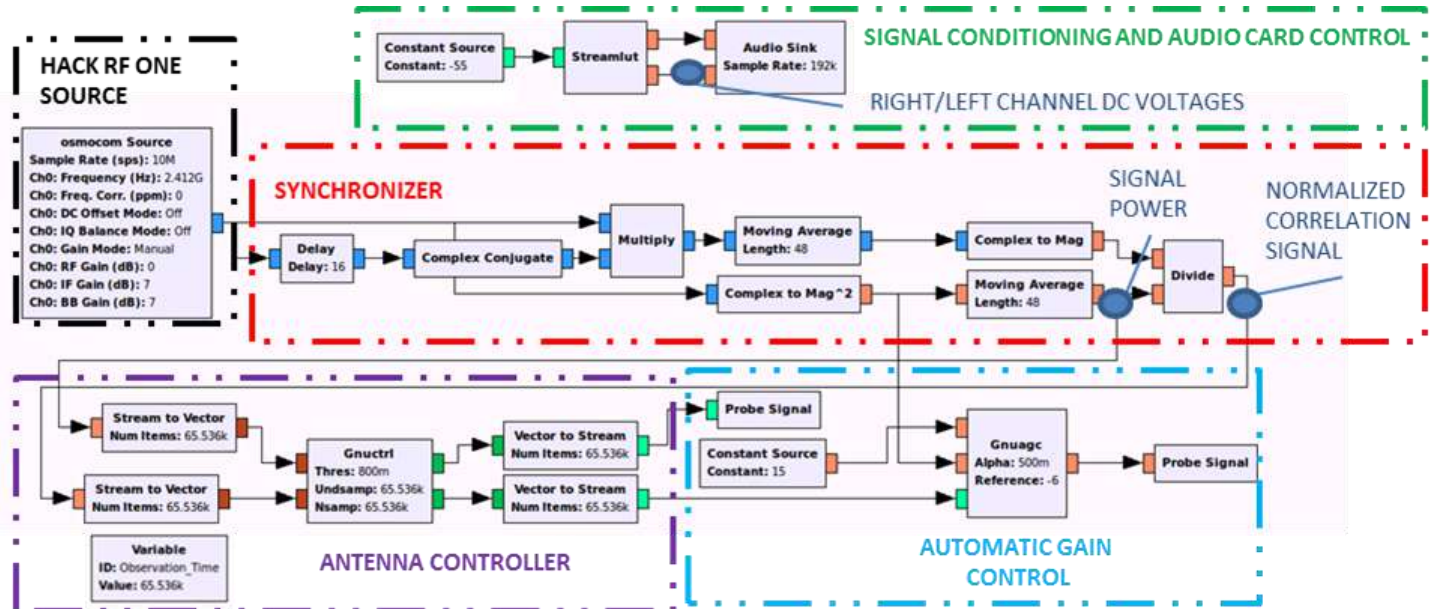 HACK RF ONE
SOURCE
osmocom Source
Sample Rate (sps): 10M
Ch0: Frequency (Hz): 2.412G
Ch0: Freq. Corr. (ppm): 0
Ch0: DC Offset Mode: Off
Ch0: IQ Balance Mode: Off
Ch0: Gain Mode: Manual
Ch0: RF Gain (dB): 0
Ch0: IF Gain (dB): 7
Ch0: BB Gain (dB): 7
SIGNAL CONDITIONING AND AUDIO CARD CONTROL
Constant Source
Constant: -55
Streamlut
Audio Sink
Sample Rate: 192k
RIGHT/LEFT CHANNEL DC VOLTAGES
SYNCHRONIZER
SIGNAL
POWER
NORMALIZED
CORRELATION
SIGNAL
Delay
Delay: 16
Complex Conjugate
Multiply
Moving Average
Length: 48
Complex to Mag
Complex to Mag^2
Moving Average
Length: 48
Divide
Stream to Vector
Num Items: 65.536k
Stream to Vector
Num Items: 65.536k
Gnuctrl
Thres: 800m
Undsamp: 65.536k
Nsamp: 65.536k
Vector to Stream
Num Items: 65.536k
Vector to Stream
Num Items: 65.536k
Variable
ID: Observation_Time
Value: 65.536k
ANTENNA CONTROLLER
Probe Signal
Constant Source
Constant: 15
Gnuagc
Alpha: 500m
Reference: -6
Probe Signal
AUTOMATIC GAIN
CONTROL